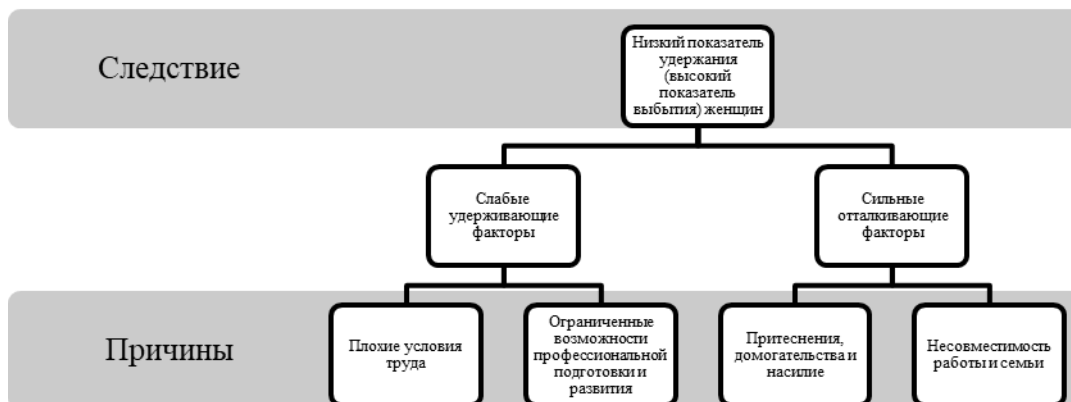 Следствие
Низкий показатель
удержания
(высокий
показатель
выбытия) женщин
Слабые
удерживающие
факторы
Сильные
отталкивающие
факторы
Причины
Плохие условия
труда
Ограниченные
возможности
профессиональной
подготовки и
развития
Притеснения,
домогательства и
насилие
Несовместимость
работы и семьи